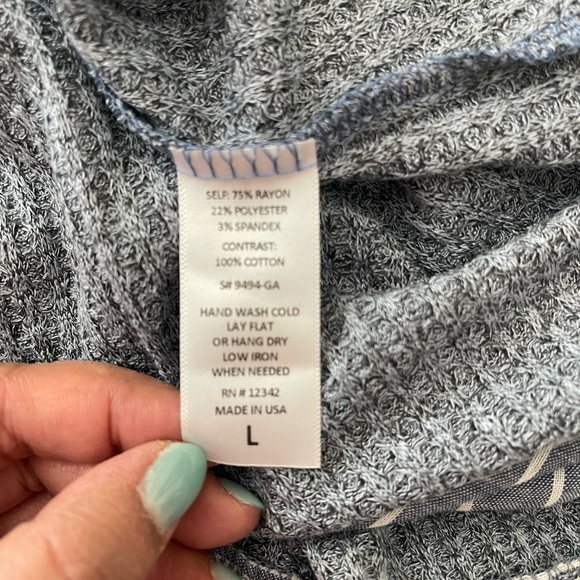 SELF: 75% RAYON
22% POLYESTER
3% SPANDEX
CONTRAST:
100% COTTON
S# 9494-GA
HAND WASH COLD
LAY FLAT
OR HANG DRY
LOW IRON
WHEN NEEDED
RN # 12342
MADE IN USA
L